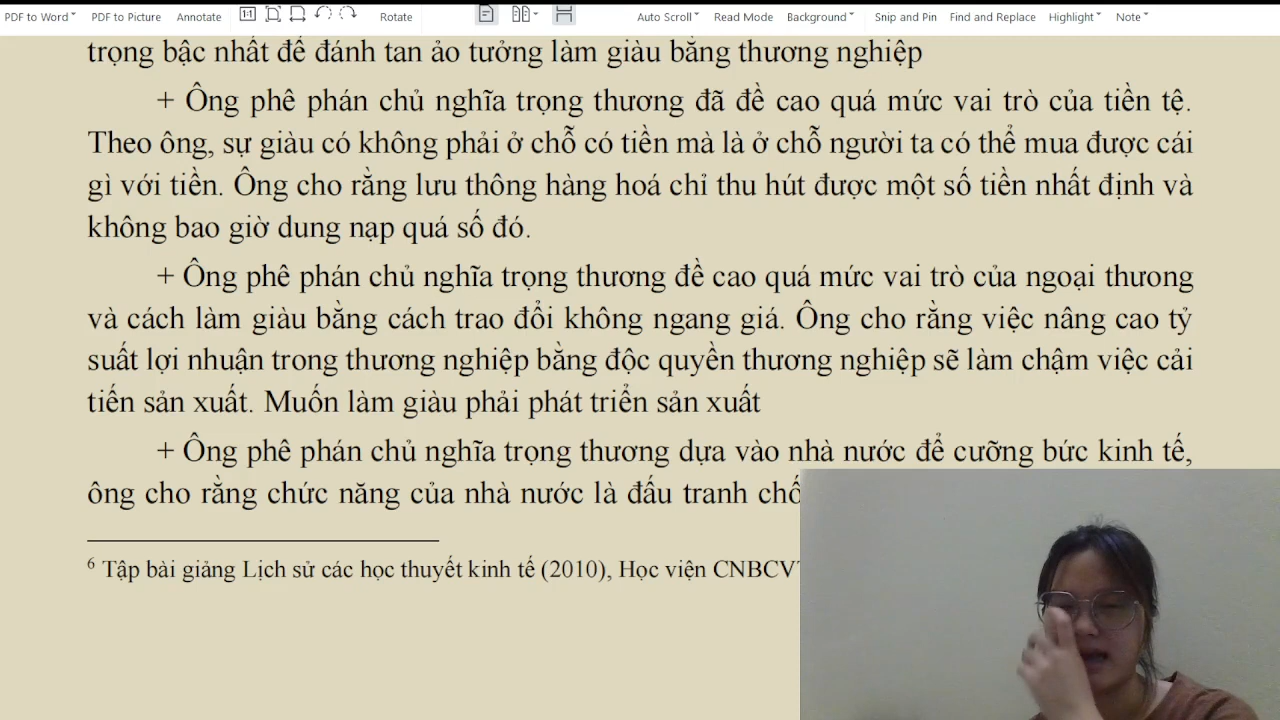 PDF to Word PDF to Picture Annotate Rotate Auto Scroll Read Mode Background Snip and Pin Find and Replace Highlight Note
trọng bậc nhất để đánh tan ảo tưởng làm giàu bằng thương nghiệp
+ Ông phê phán chủ nghĩa trọng thương đã đề cao quá mức vai trò của tiền tệ.
Theo ông, sự giàu có không phải ở chỗ có tiền mà là ở chỗ người ta có thể mua được cái
gì với tiền. Ông cho rằng lưu thông hàng hoá chỉ thu hút được một số tiền nhất định và
không bao giờ dung nạp quá số đó.
+ Ông phê phán chủ nghĩa trọng thương đề cao quá mức vai trò của ngoại thương
và cách làm giàu bằng cách trao đổi không ngang giá. Ông cho rằng việc nâng cao tỷ
suất lợi nhuận trong thương nghiệp bằng độc quyền thương nghiệp sẽ làm chậm việc cải
tiến sản xuất. Muốn làm giàu phải phát triển sản xuất
+ Ông phê phán chủ nghĩa trọng thương dựa vào nhà nước để cưỡng bức kinh tế,
ông cho rằng chức năng của nhà nước là đấu tranh
6 Tập bài giảng Lịch sử các học thuyết kinh tế (2010), Học viện